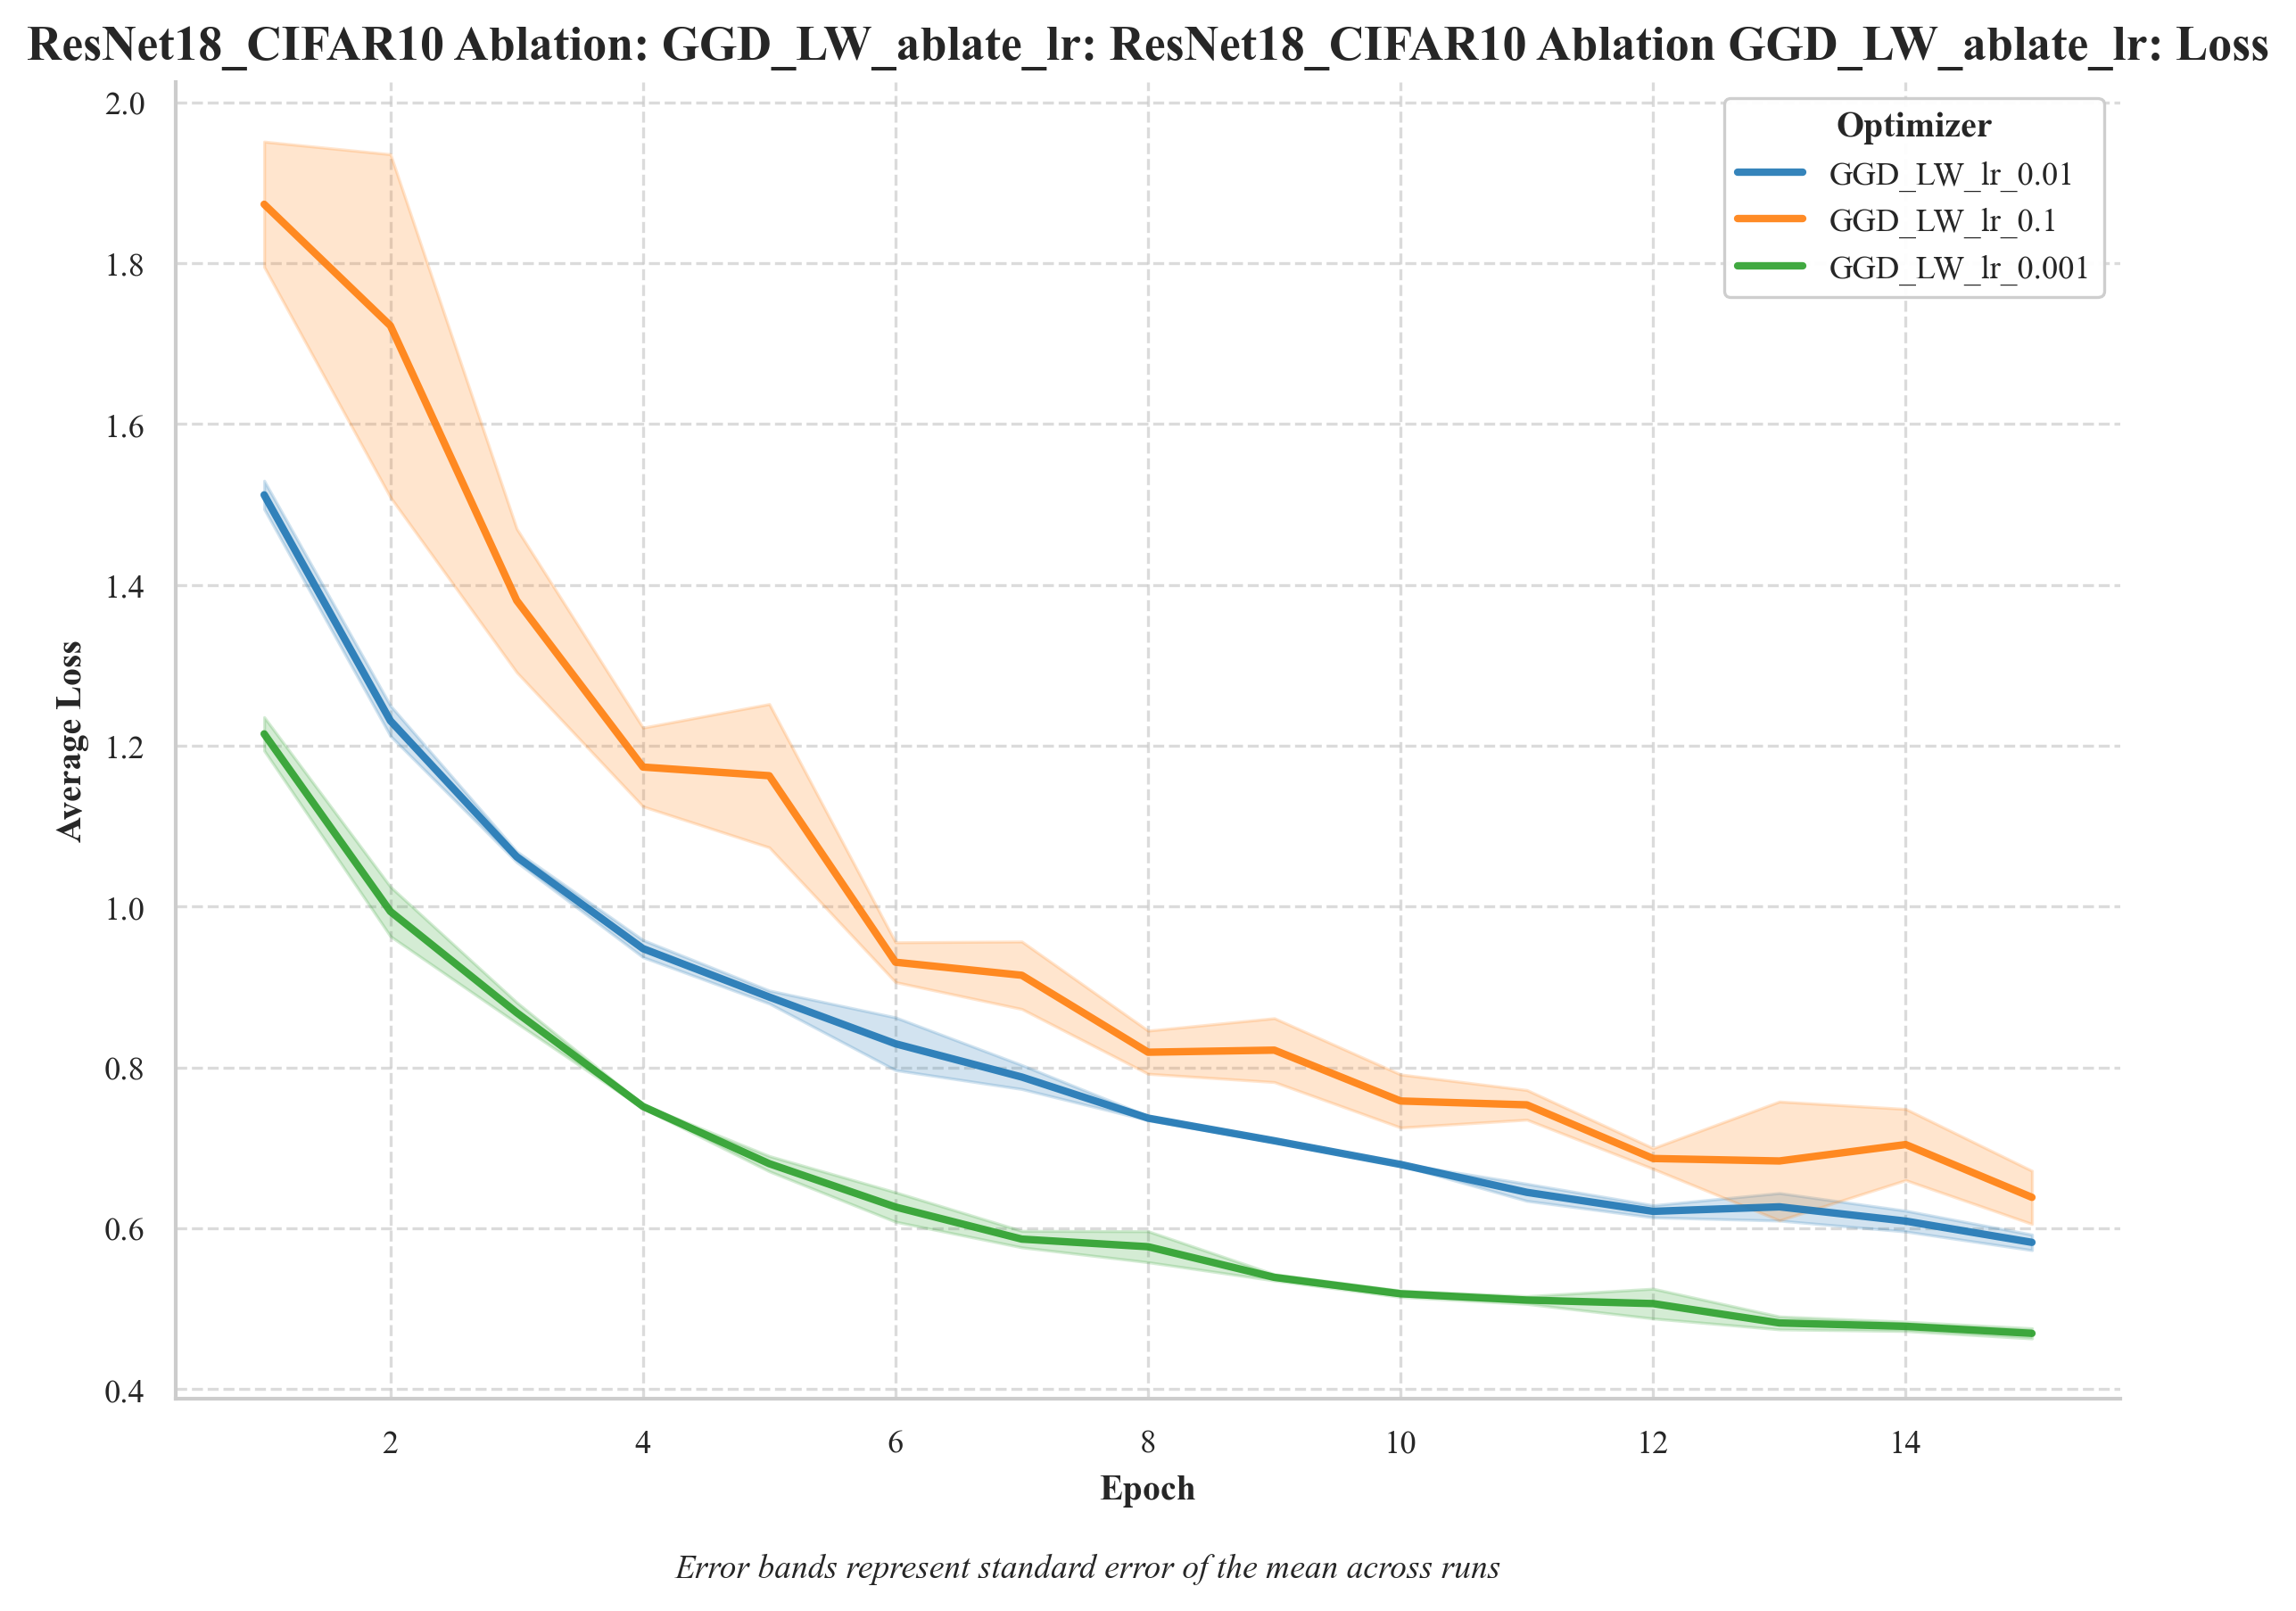 ResNet18_CIFAR10 Ablation: GGD_LW_ablate_lr: ResNet18_CIFAR10 Ablation GGD_LW_ablate_lr: Loss
2.0
1.8
1.6
1.4
1.2
1.0
0.8
0.6
0.4
Average Loss
Optimizer
GGD_LW_lr_0.01
GGD_LW_lr_0.1
GGD_LW_lr_0.001
2 4 6 8 10 12 14
Epoch
Error bands represent standard error of the mean across runs